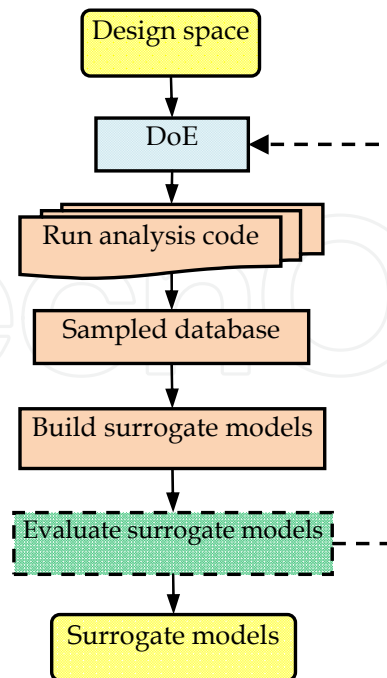 Design space
DoE
Run analysis code
Sampled database
Build surrogate models
Evaluate surrogate models
Surrogate models